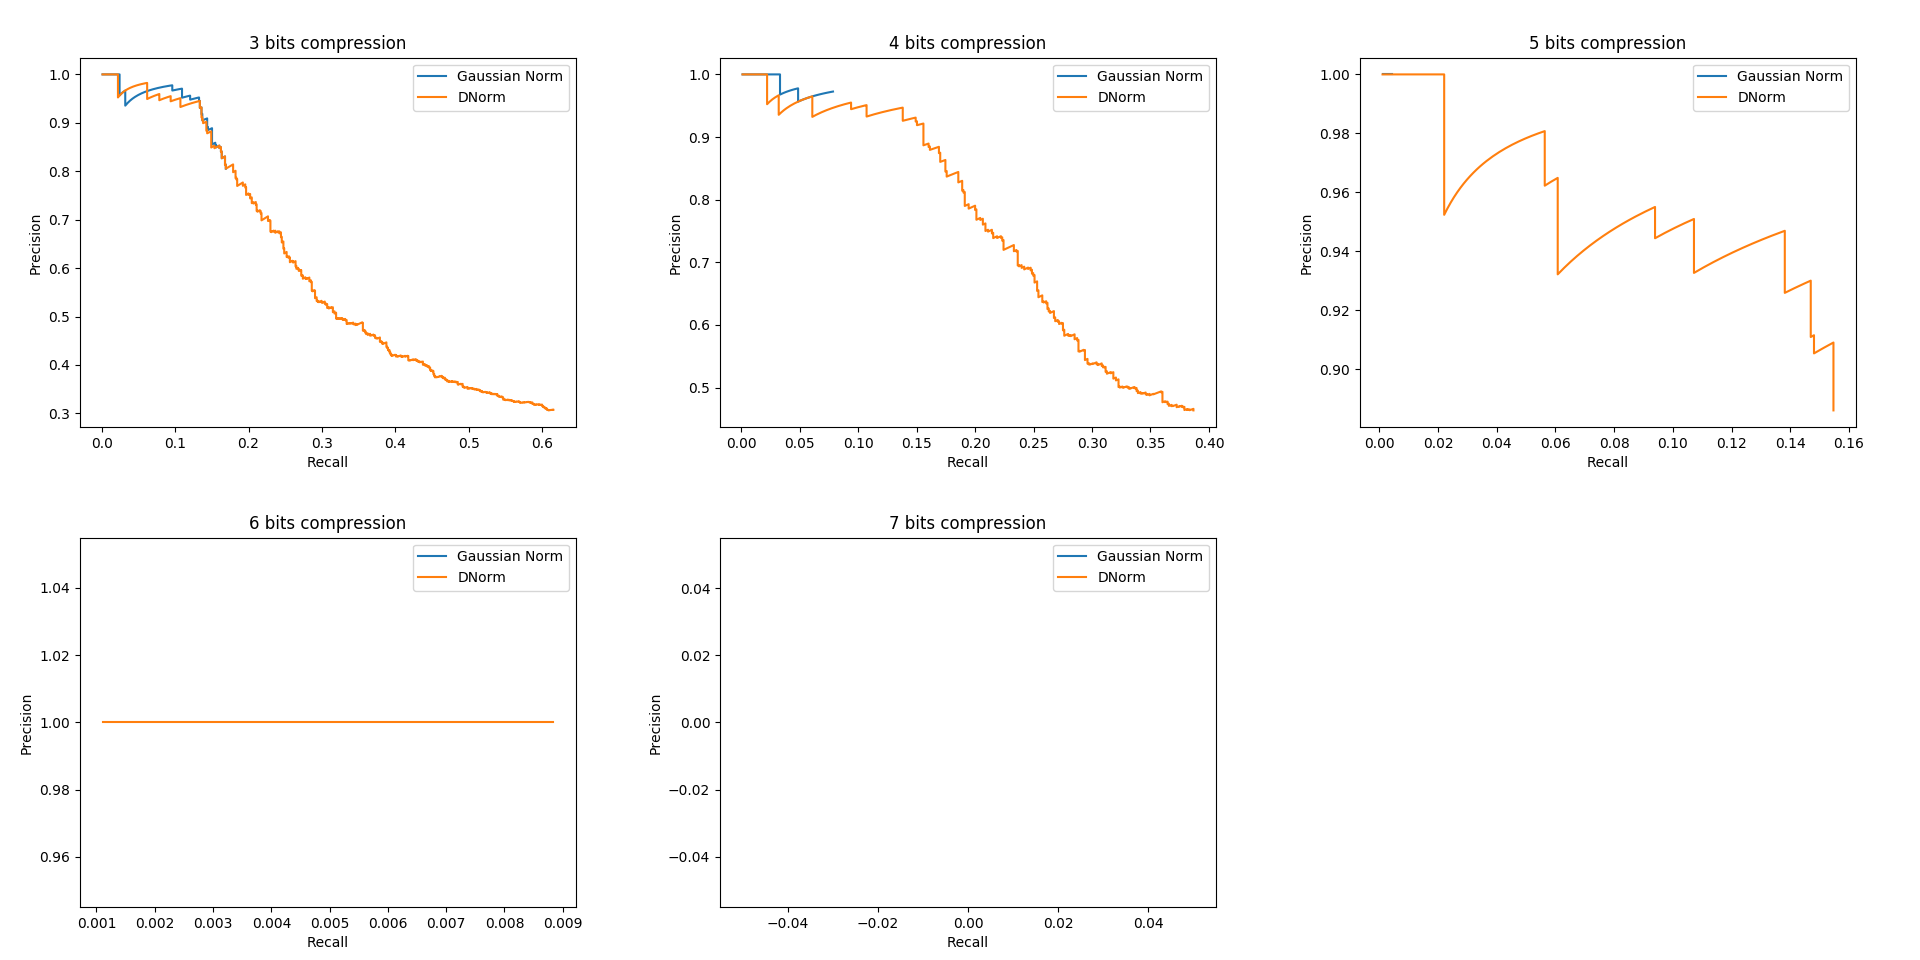 3 bits compression
1.0
0.9
0.8
0.7
0.6
0.5
0.4
0.3
Precision
0.0 0.1 0.2 0.3 0.4 0.5 0.6
Recall
Gaussian Norm
DNorm
4 bits compression
1.0
0.9
0.8
0.7
0.6
0.5
Precision
0.00 0.05 0.10 0.15 0.20 0.25 0.30 0.35 0.40
Recall
Gaussian Norm
DNorm
5 bits compression
1.00
0.98
0.96
0.94
0.92
0.90
Precision
0.00 0.02 0.04 0.06 0.08 0.10 0.12 0.14 0.16
Recall
Gaussian Norm
DNorm
6 bits compression
1.04
1.02
1.00
0.98
0.96
Precision
0.001 0.002 0.003 0.004 0.005 0.006 0.007 0.008 0.009
Recall
Gaussian Norm
DNorm
7 bits compression
0.04
0.02
0.00
−0.02
−0.04
Precision
−0.04 −0.02 0.00 0.02 0.04
Recall
Gaussian Norm
DNorm